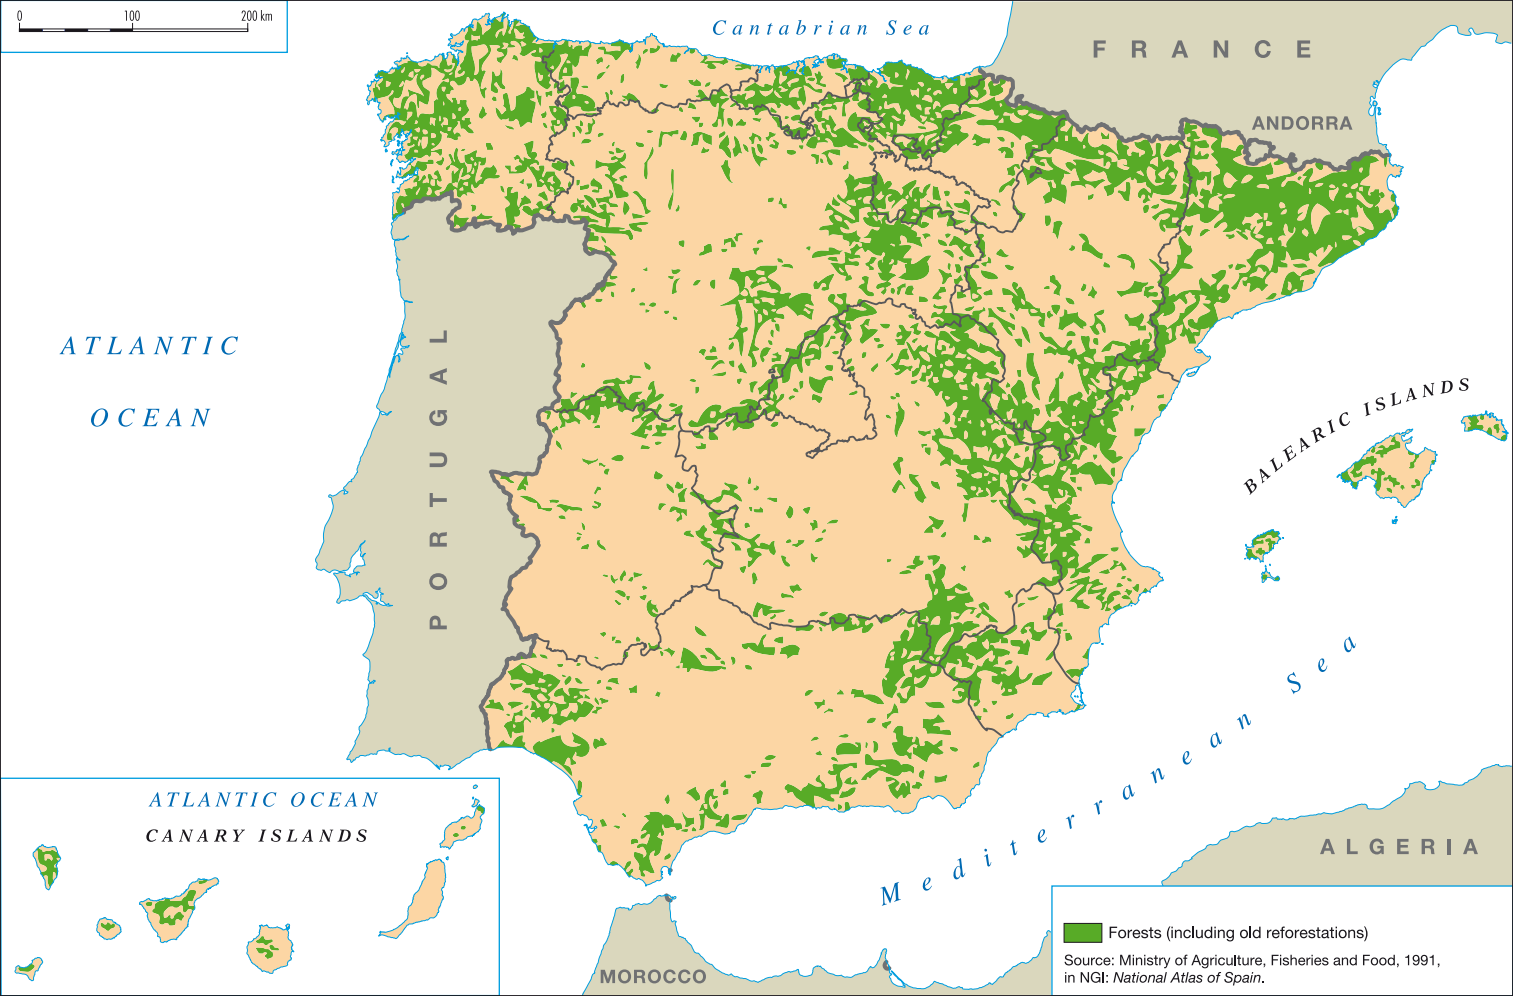 0 100 200 km
Cantabrian Sea
FRANCE
ANDORRA
ATLANTIC
OCEAN
PORTUGAL
BALEARIC ISLANDS
Mediterranean Sea
ATLANTIC OCEAN
CANARY ISLANDS
ALGERIA
MOROCCO
Forests (including old reforestations)
Source: Ministry of Agriculture, Fisheries and Food, 1991,
in NGI: National Atlas of Spain.